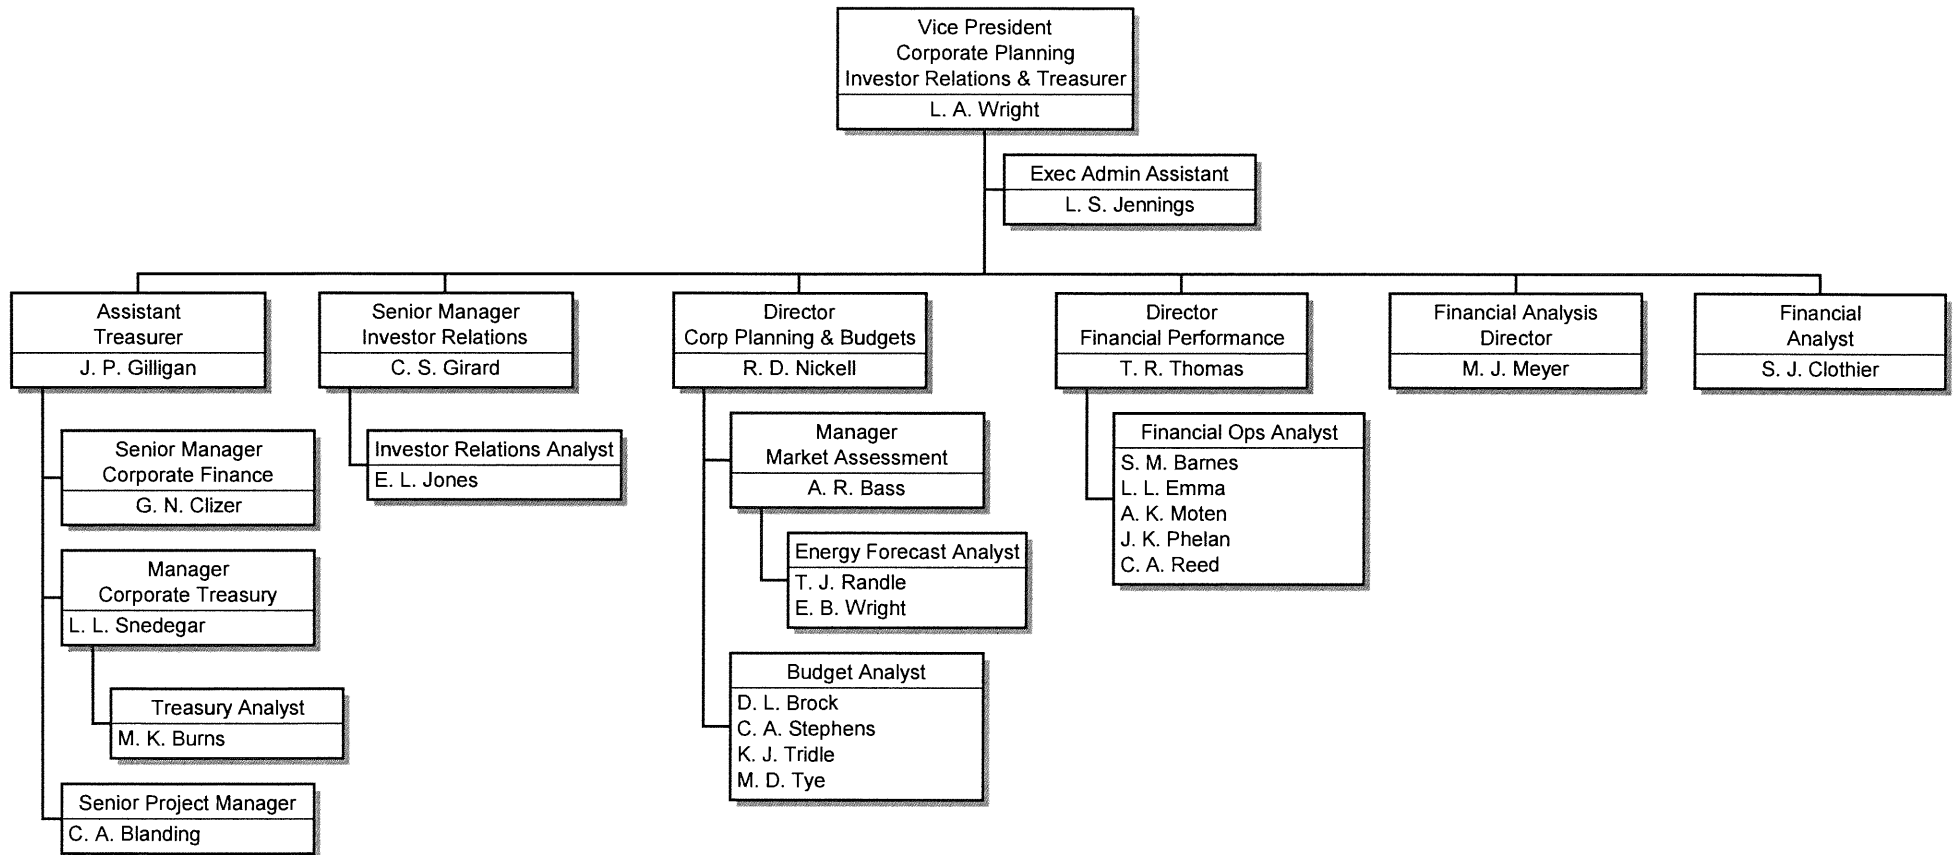 Vice President
Corporate Planning
Investor Relations & Treasurer
L. A. Wright
Exec Admin Assistant
L. S. Jennings
Assistant
Treasurer
J. P. Gilligan
Senior Manager
Corporate Finance
G. N. Clizer
Manager
Corporate Treasury
L. L. Snedegar
Treasury Analyst
M. K. Burns
Senior Project Manager
C. A. Blanding
Senior Manager
Investor Relations
C. S. Girard
Investor Relations Analyst
E. L. Jones
Director
Corp Planning & Budgets
R. D. Nickell
Manager
Market Assessment
A. R. Bass
Energy Forecast Analyst
T. J. Randle
E. B. Wright
Budget Analyst
D. L. Brock
C. A. Stephens
K. J. Tridle
M. D. Tye
Director
Financial Performance
T. R. Thomas
Financial Ops Analyst
S. M. Barnes
L. L. Emma
A. K. Moten
J. K. Phelan
C. A. Reed
Financial Analysis
Director
M. J. Meyer
Financial
Analyst
S. J. Clothier